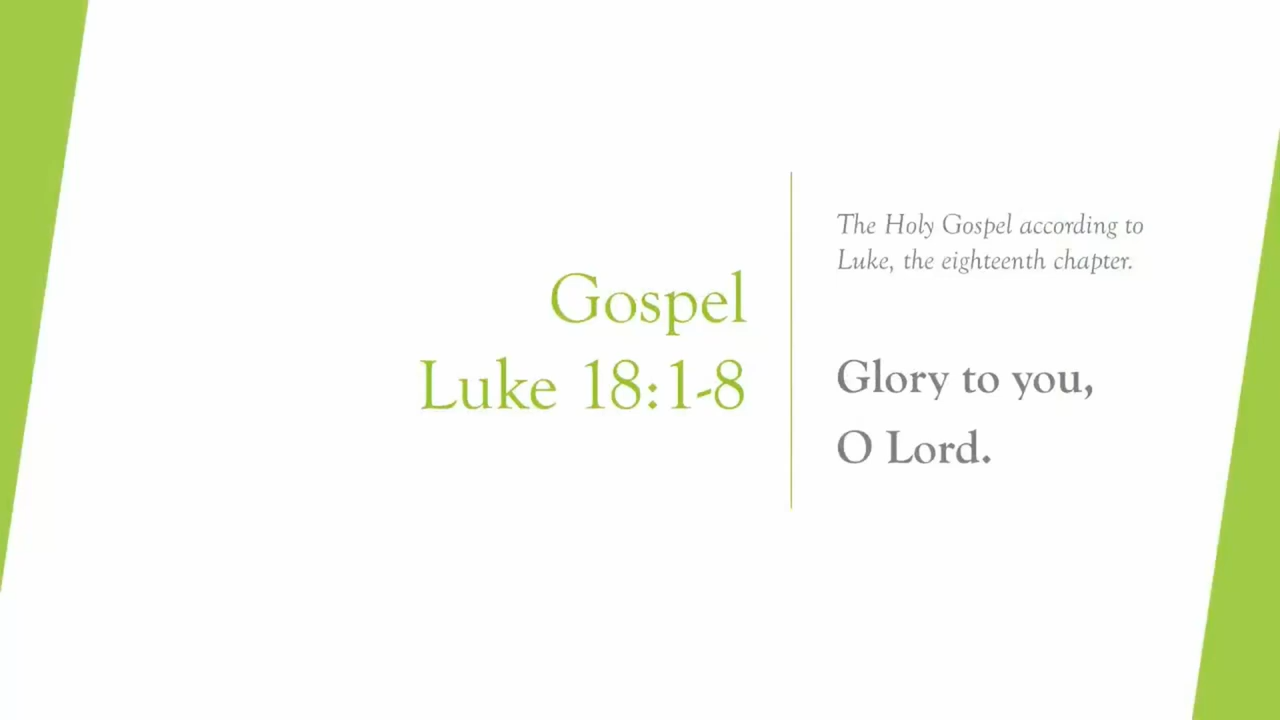 Gospel
Luke 18:1-8
The Holy Gospel according to
Luke, the eighteenth chapter.
Glory to you,
O Lord.